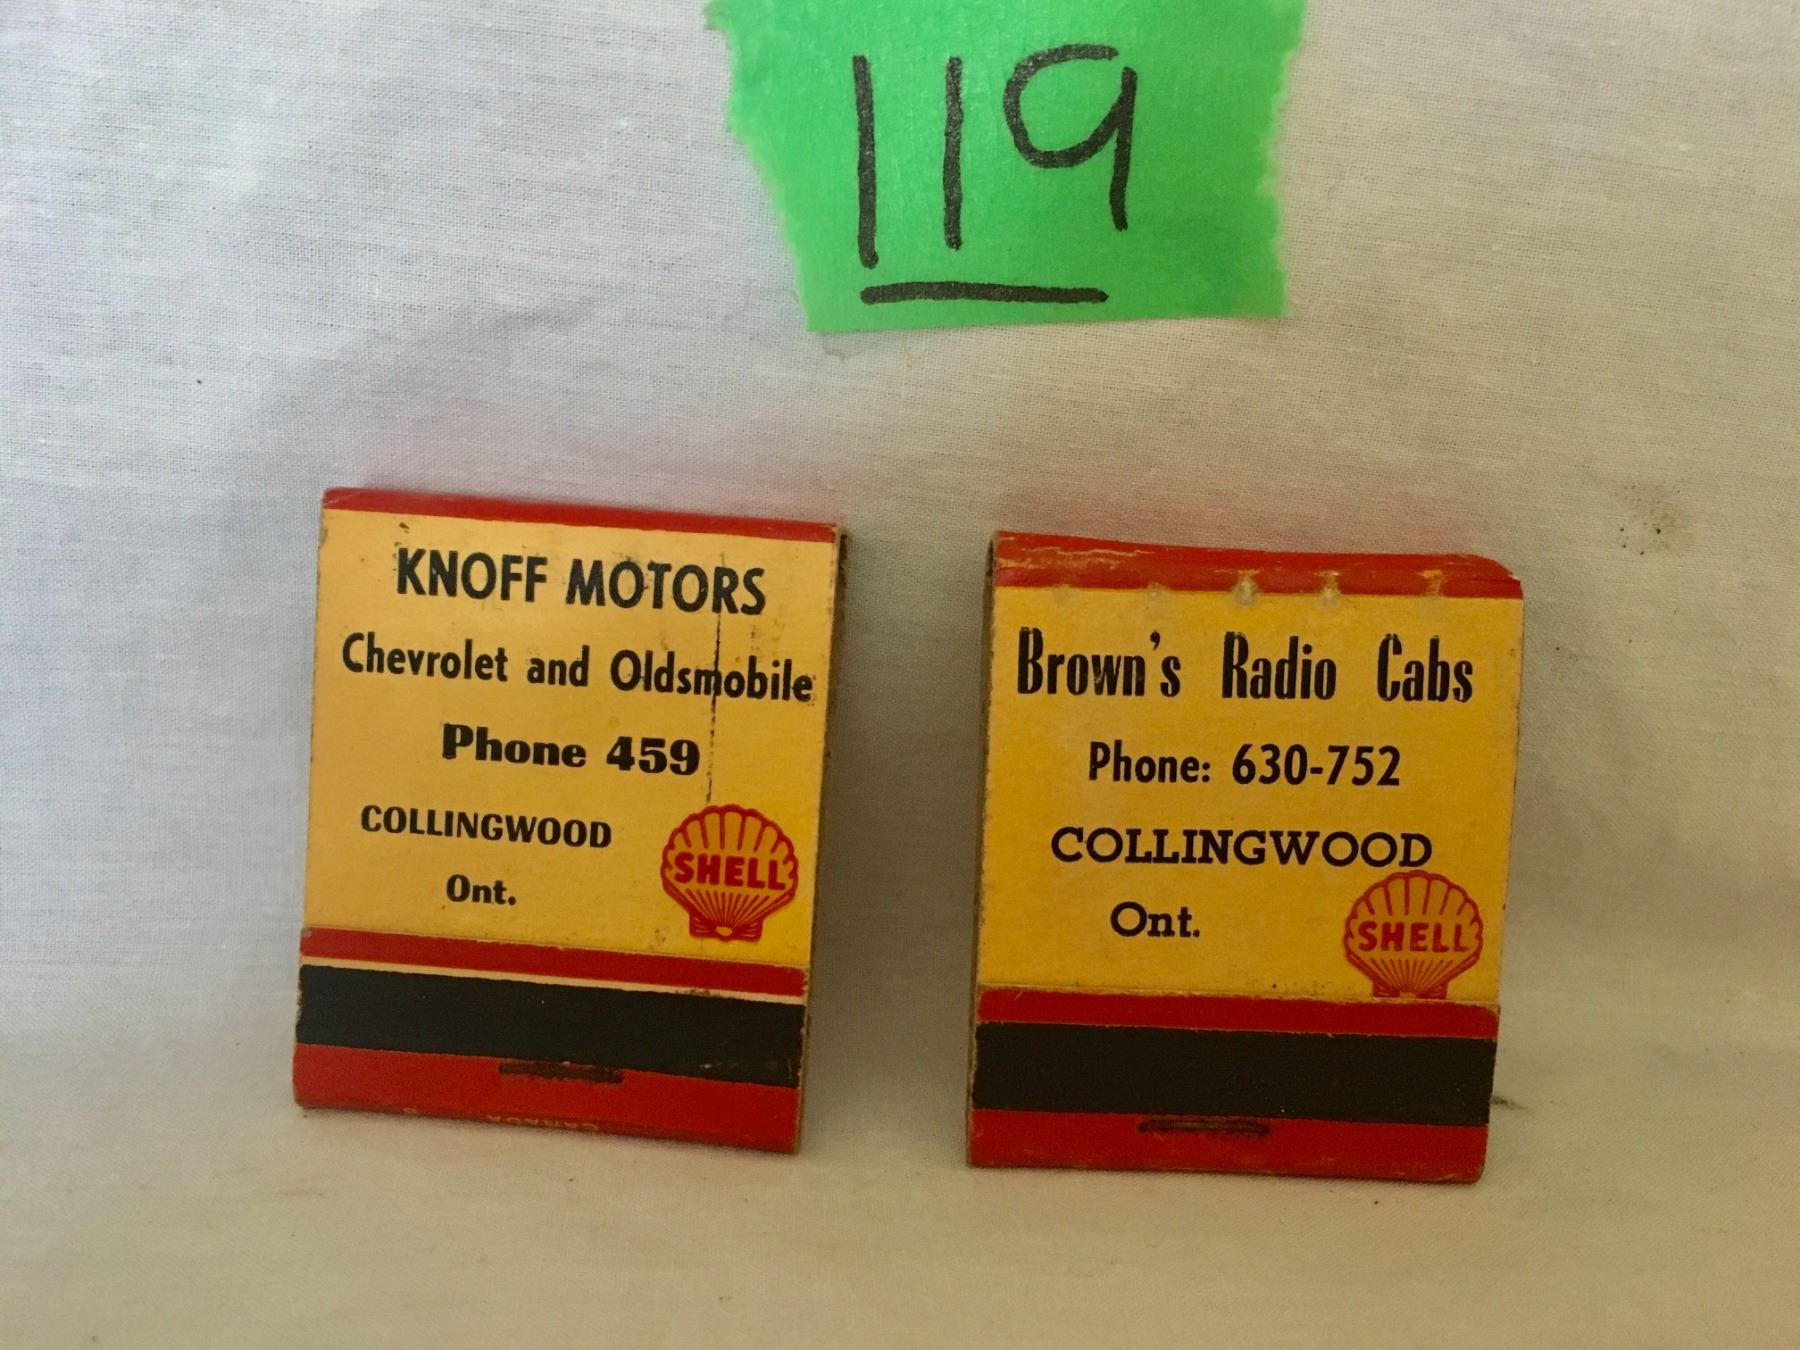 119
KNOFF MOTORS
Chevrolet and Oldsmobile
Phone 459
COLLINGWOOD
Ont.
SHELL
CANADA
Brown's Radio Cabs
Phone: 630-752
COLLINGWOOD
Ont.
SHELL